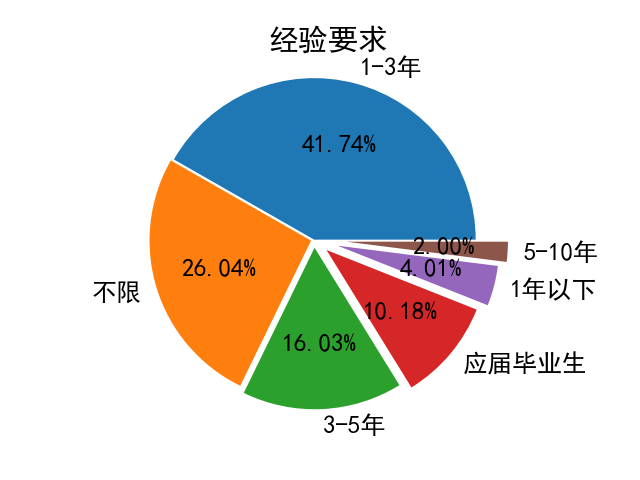 经验要求
1-3年
41.74%
2.00%
5-10年
26.04%
4.01%
不限
1年以下
10.18%
16.03%
应届毕业生
3-5年